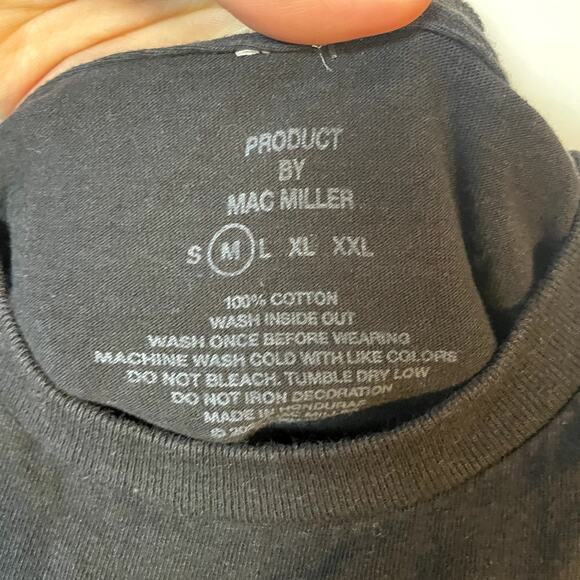 PRODUCT
BY
MAC MILLER
S M L XL XXL
100% COTTON
WASH INSIDE OUT
WASH ONCE BEFORE WEARING
MACHINE WASH COLD WITH LIKE COLORS
DO NOT BLEACH. TUMBLE DRY LOW
DO NOT IRON DECORATION
MADE IN HONDURAS
©